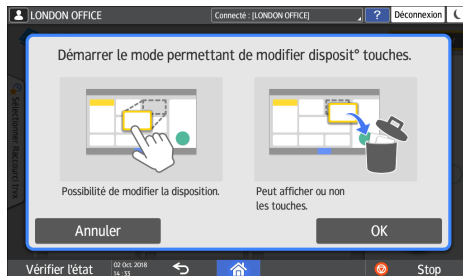 LONDON OFFICE
Connecté : [LONDON OFFICE]
?
Déconnexion
Démarrer le mode permettant de modifier disposit° touches.
Possibilité de modifier la disposition.
Peut afficher ou non
les touches.
Annuler
OK
Vérifier l'état
02 Oct. 2018
14 : 33
Stop